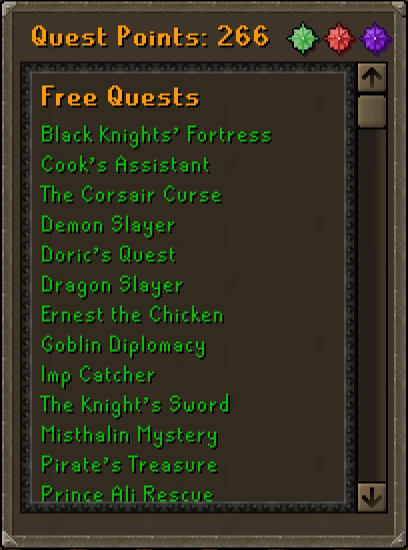 Quest Points: 266
Free Quests
Black Knights' Fortress
Cook's Assistant
The Corsair Curse
Demon Slayer
Doric's Quest
Dragon Slayer
Ernest the Chicken
Goblin Diplomacy
Imp Catcher
The Knight's Sword
Misthalin Mystery
Pirate's Treasure
Prince Ali Rescue